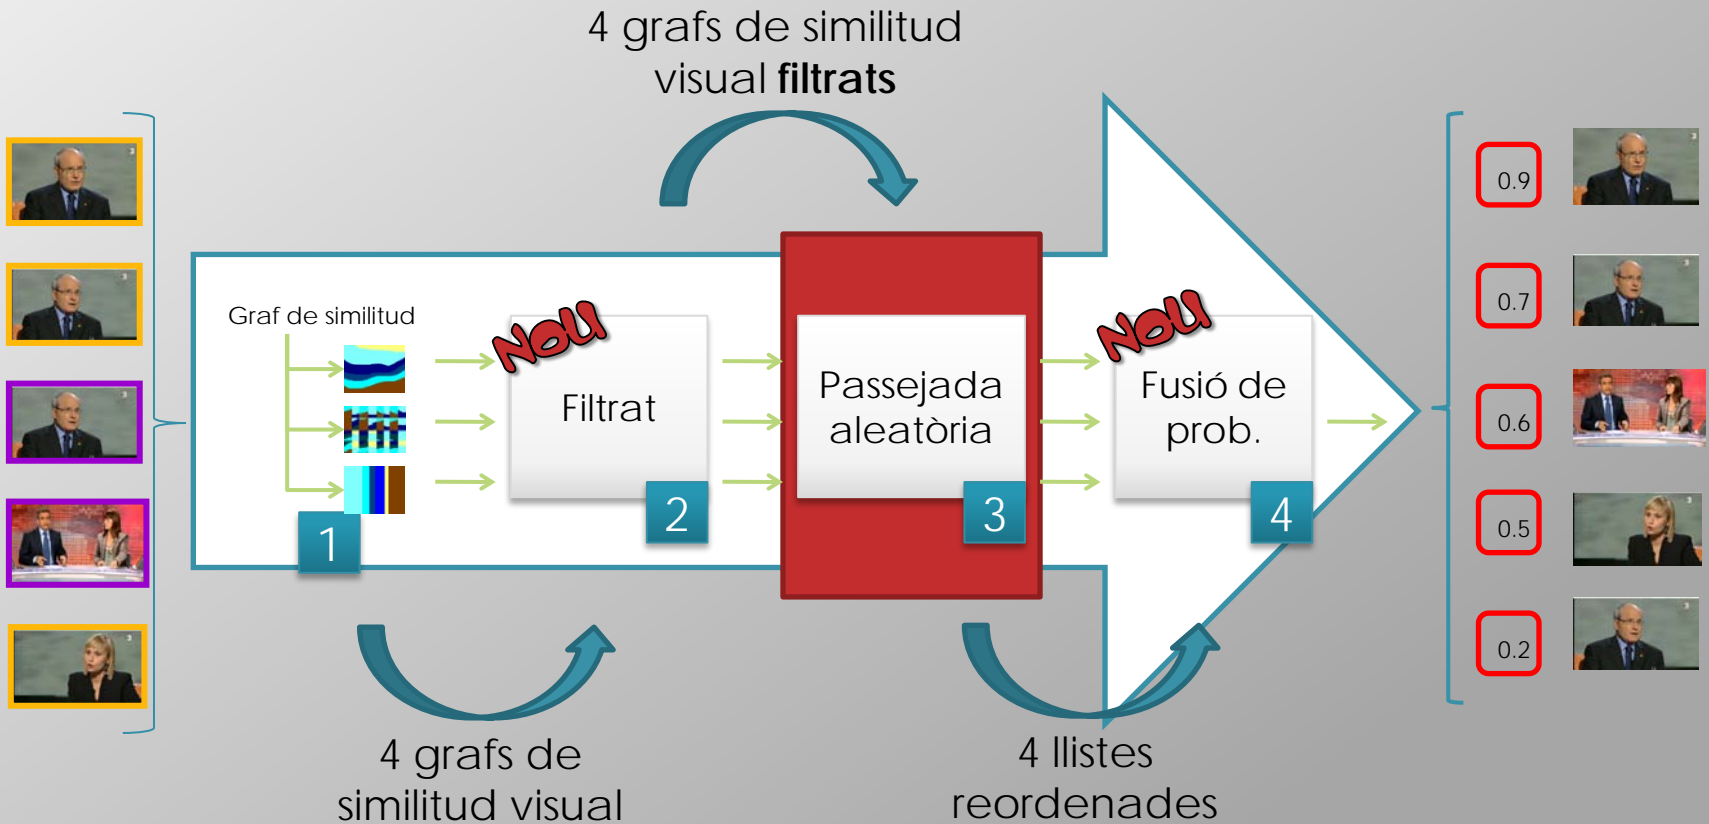 4 grafs de similitud
visual filtrats
Graf de similitud
NOU
Filtrat
Passejada
aleatòria
NOU
Fusió de
prob.
1
2
3
4
4 grafs de
similitud visual
4 llistes
reordenades
0.9
0.7
0.6
0.5
0.2